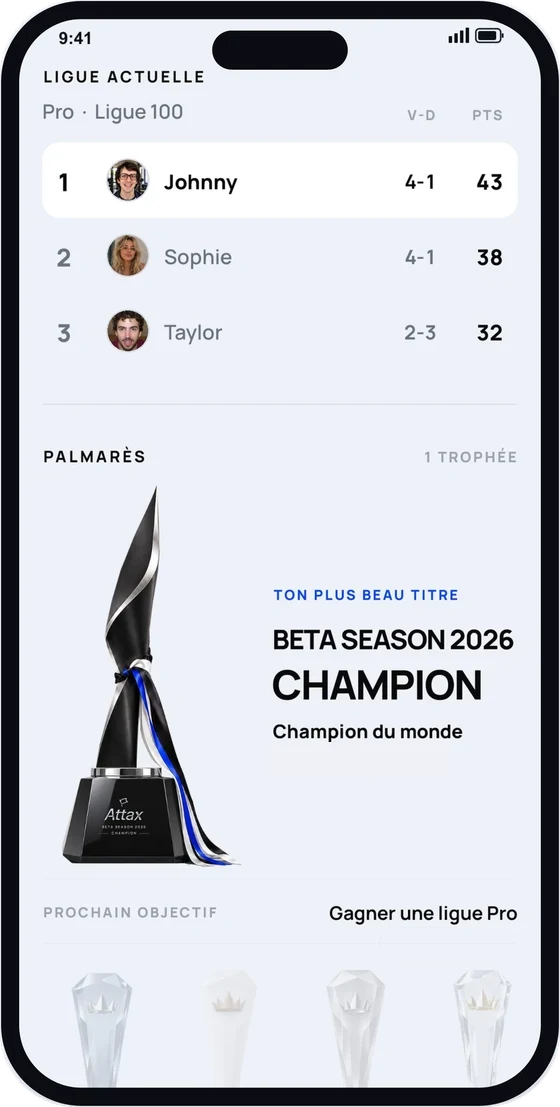 9:41
LIGUE ACTUELLE
Pro · Ligue 100 V-D PTS
1 Johnny 4-1 43
2 Sophie 4-1 38
3 Taylor 2-3 32
PALMARÈS 1 TROPHÉE
TON PLUS BEAU TITRE
BETA SEASON 2026
CHAMPION
Champion du monde
Attax
BETA SEASON 2026
CHAMPION
PROCHAIN OBJECTIF Gagner une ligue Pro